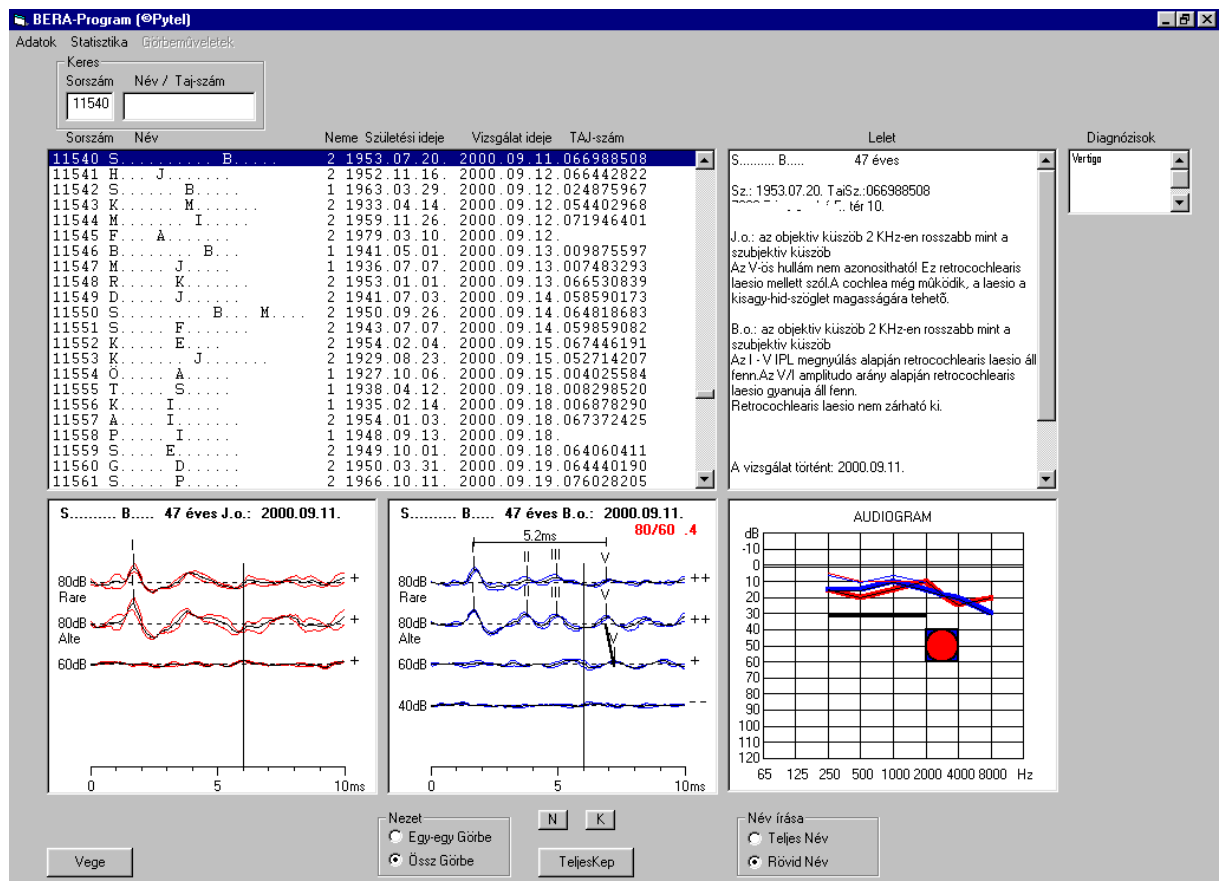 BERA-Program (©Pytel)
Adatok Statisztika Görbemûveletek
Keres
Sorszám Név / Taj-szám
11540
Sorszám Név Neme Születési ideje Vizsgálat ideje TAJ-szám
11540 S.......... B..... 2 1953.07.20. 2000.09.11.066988508
11541 H... J....... 2 1952.11.16. 2000.09.12.066442822
11542 S...... B..... 1 1963.03.29. 2000.09.12.024875967
11543 K...... M....... 2 1933.04.14. 2000.09.12.054402968
11544 M....... I..... 2 1959.11.26. 2000.09.12.071946401
11545 F... A....... 2 1979.03.10. 2000.09.12.
11546 B........ B... 1 1941.05.01. 2000.09.13.009875597
11547 M..... J..... 1 1936.07.07. 2000.09.13.007483293
11548 R..... K..... 2 1953.01.01. 2000.09.13.066530839
11549 D..... J..... 2 1941.07.03. 2000.09.14.058590173
11550 S......... B... M.... 2 1950.09.26. 2000.09.14.064818683
11551 S..... F....... 2 1943.07.07. 2000.09.14.059859082
11552 K..... E.... 2 1954.02.04. 2000.09.15.067446191
11553 K....... J....... 2 1929.08.23. 2000.09.15.052714207
11554 Ö..... A..... 1 1927.10.06. 2000.09.15.004025584
11555 T..... S..... 1 1938.04.12. 2000.09.18.008298520
11556 K.... I..... 1 1935.02.14. 2000.09.18.006878290
11557 A.... I...... 2 1954.01.03. 2000.09.18.067372425
11558 P..... I..... 1 1948.09.13. 2000.09.18.
11559 S.... E....... 2 1949.10.01. 2000.09.18.064060411
11560 G..... D...... 2 1950.03.31. 2000.09.19.064440190
11561 S..... P...... 2 1966.10.11. 2000.09.19.076028205
Lelet
S.......... B..... 47 éves
Sz.: 1953.07.20. TajSz.:066988508
tér 10.
J.o.: az objektiv küszöb 2 KHz-en rosszabb mint a
szubjektiv küszöb
Az V-ös hullám nem azonositható! Ez retrocochlearis
laesio mellett szól.A cochlea még mûködik, a laesio a
kisagy-hid-szöglet magasságára tehetõ.
B.o.: az objektiv küszöb 2 KHz-en rosszabb mint a
szubjektiv küszöb
Az I - V IPL megnyúlás alapján retrocochlearis laesio áll
fenn.Az V/I amplitudo arány alapján retrocochlearis
laesio gyanuja áll fenn.
Retrocochlearis laesio nem zárható ki.
A vizsgálat történt: 2000.09.11.
Diagnózisok
Vertigo
S.......... B..... 47 éves J.o.: 2000.09.11.
I
80dB +
Rare
80dB +
Alte
60dB +
0 5 10ms
S.......... B..... 47 éves B.o.: 2000.09.11.
80/60 .4
5.2ms
I II III V
80dB ++
Rare
I II III V
80dB ++
Alte
V
60dB +
40dB --
0 5 10ms
AUDIOGRAM
dB
-10
0
10
20
30
40
50
60
70
80
90
100
110
120
65 125 250 500 1000 2000 4000 8000 Hz
Nezet
Egy-egy Görbe
Össz Görbe
N K
TeljesKep
Név írása
Teljes Név
Rövid Név
Vege